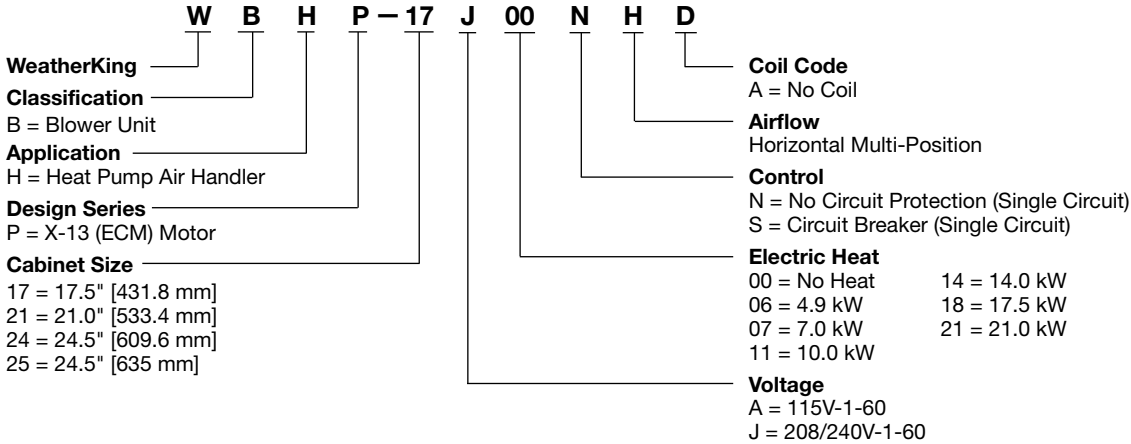 W B H P – 17 J 00 N H D
WeatherKing
Classification
B = Blower Unit
Application
H = Heat Pump Air Handler
Design Series
P = X-13 (ECM) Motor
Cabinet Size
17 = 17.5" [431.8 mm]
21 = 21.0" [533.4 mm]
24 = 24.5" [609.6 mm]
25 = 24.5" [635 mm]
Coil Code
A = No Coil
Airflow
Horizontal Multi-Position
Control
N = No Circuit Protection (Single Circuit)
S = Circuit Breaker (Single Circuit)
Electric Heat
00 = No Heat 14 = 14.0 kW
06 = 4.9 kW 18 = 17.5 kW
07 = 7.0 kW 21 = 21.0 kW
11 = 10.0 kW
Voltage
A = 115V-1-60
J = 208/240V-1-60